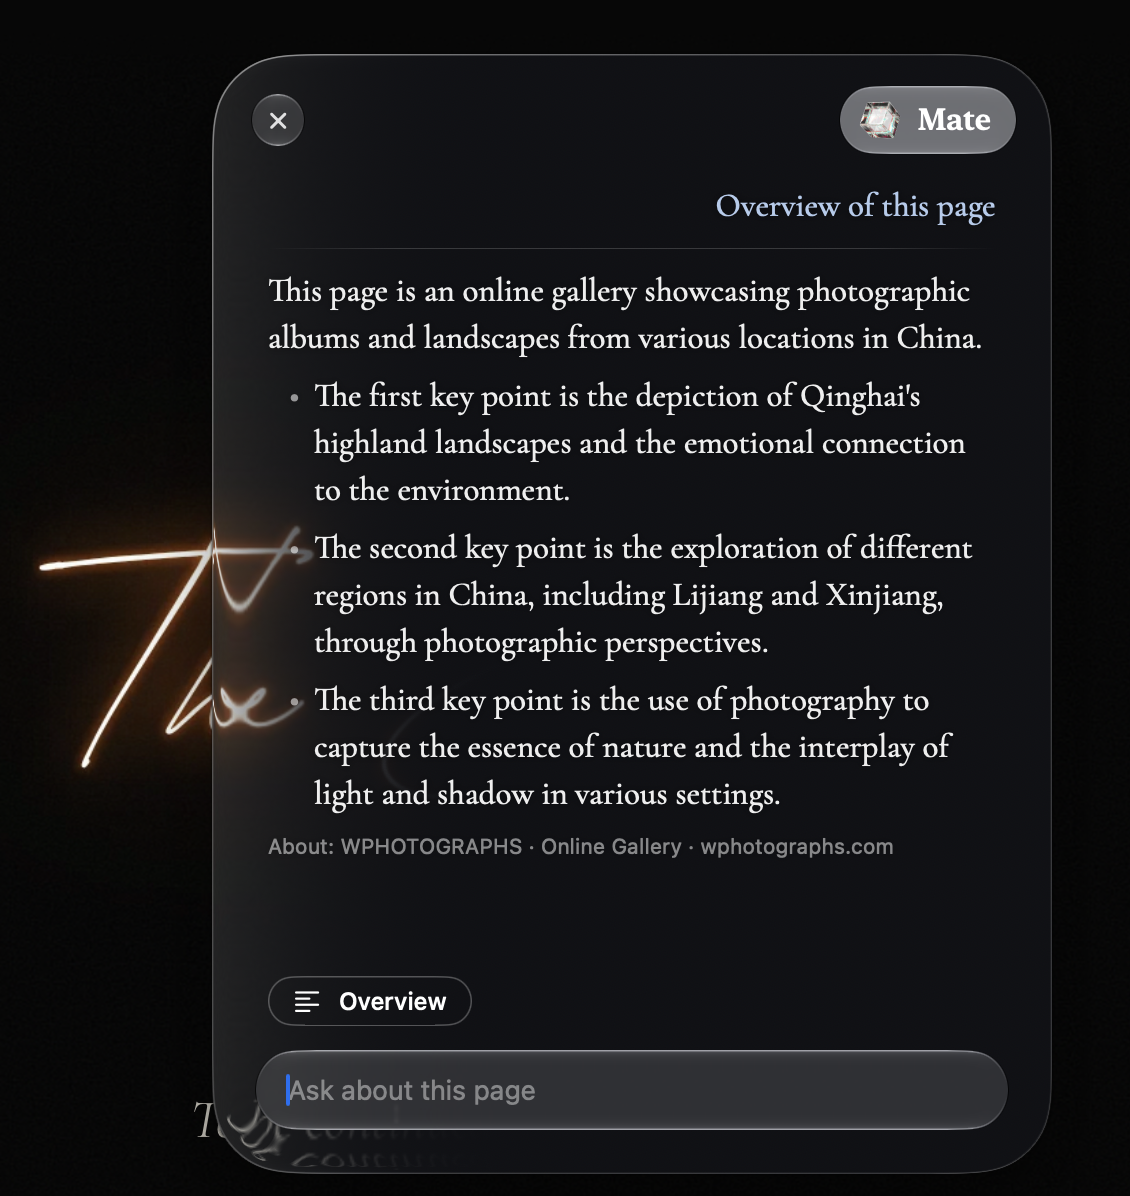 Mate
Overview of this page
This page is an online gallery showcasing photographic
albums and landscapes from various locations in China.
• The first key point is the depiction of Qinghai's
highland landscapes and the emotional connection
to the environment.
• The second key point is the exploration of different
regions in China, including Lijiang and Xinjiang,
through photographic perspectives.
• The third key point is the use of photography to
capture the essence of nature and the interplay of
light and shadow in various settings.
About: WPHOTOGRAPHS · Online Gallery · wphotographs.com
The
Overview
Ask about this page